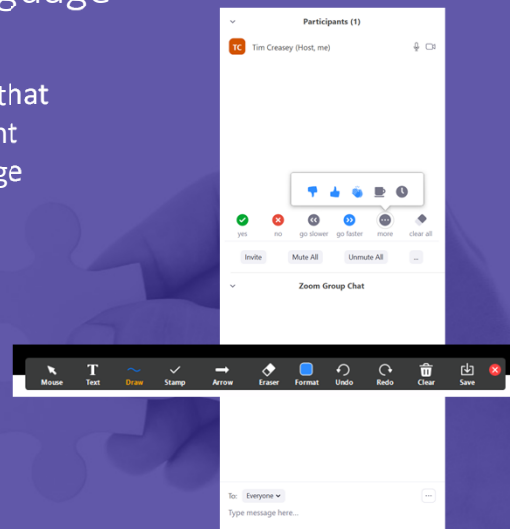 Participants (1)
TC Tim Creasey (Host, me)
that
ge
yes no go slower go faster more clear all
Invite Mute All Unmute All ...
Zoom Group Chat
Mouse Text Draw Stamp Arrow Eraser Format Undo Redo Clear Save
To: Everyone
Type message here...